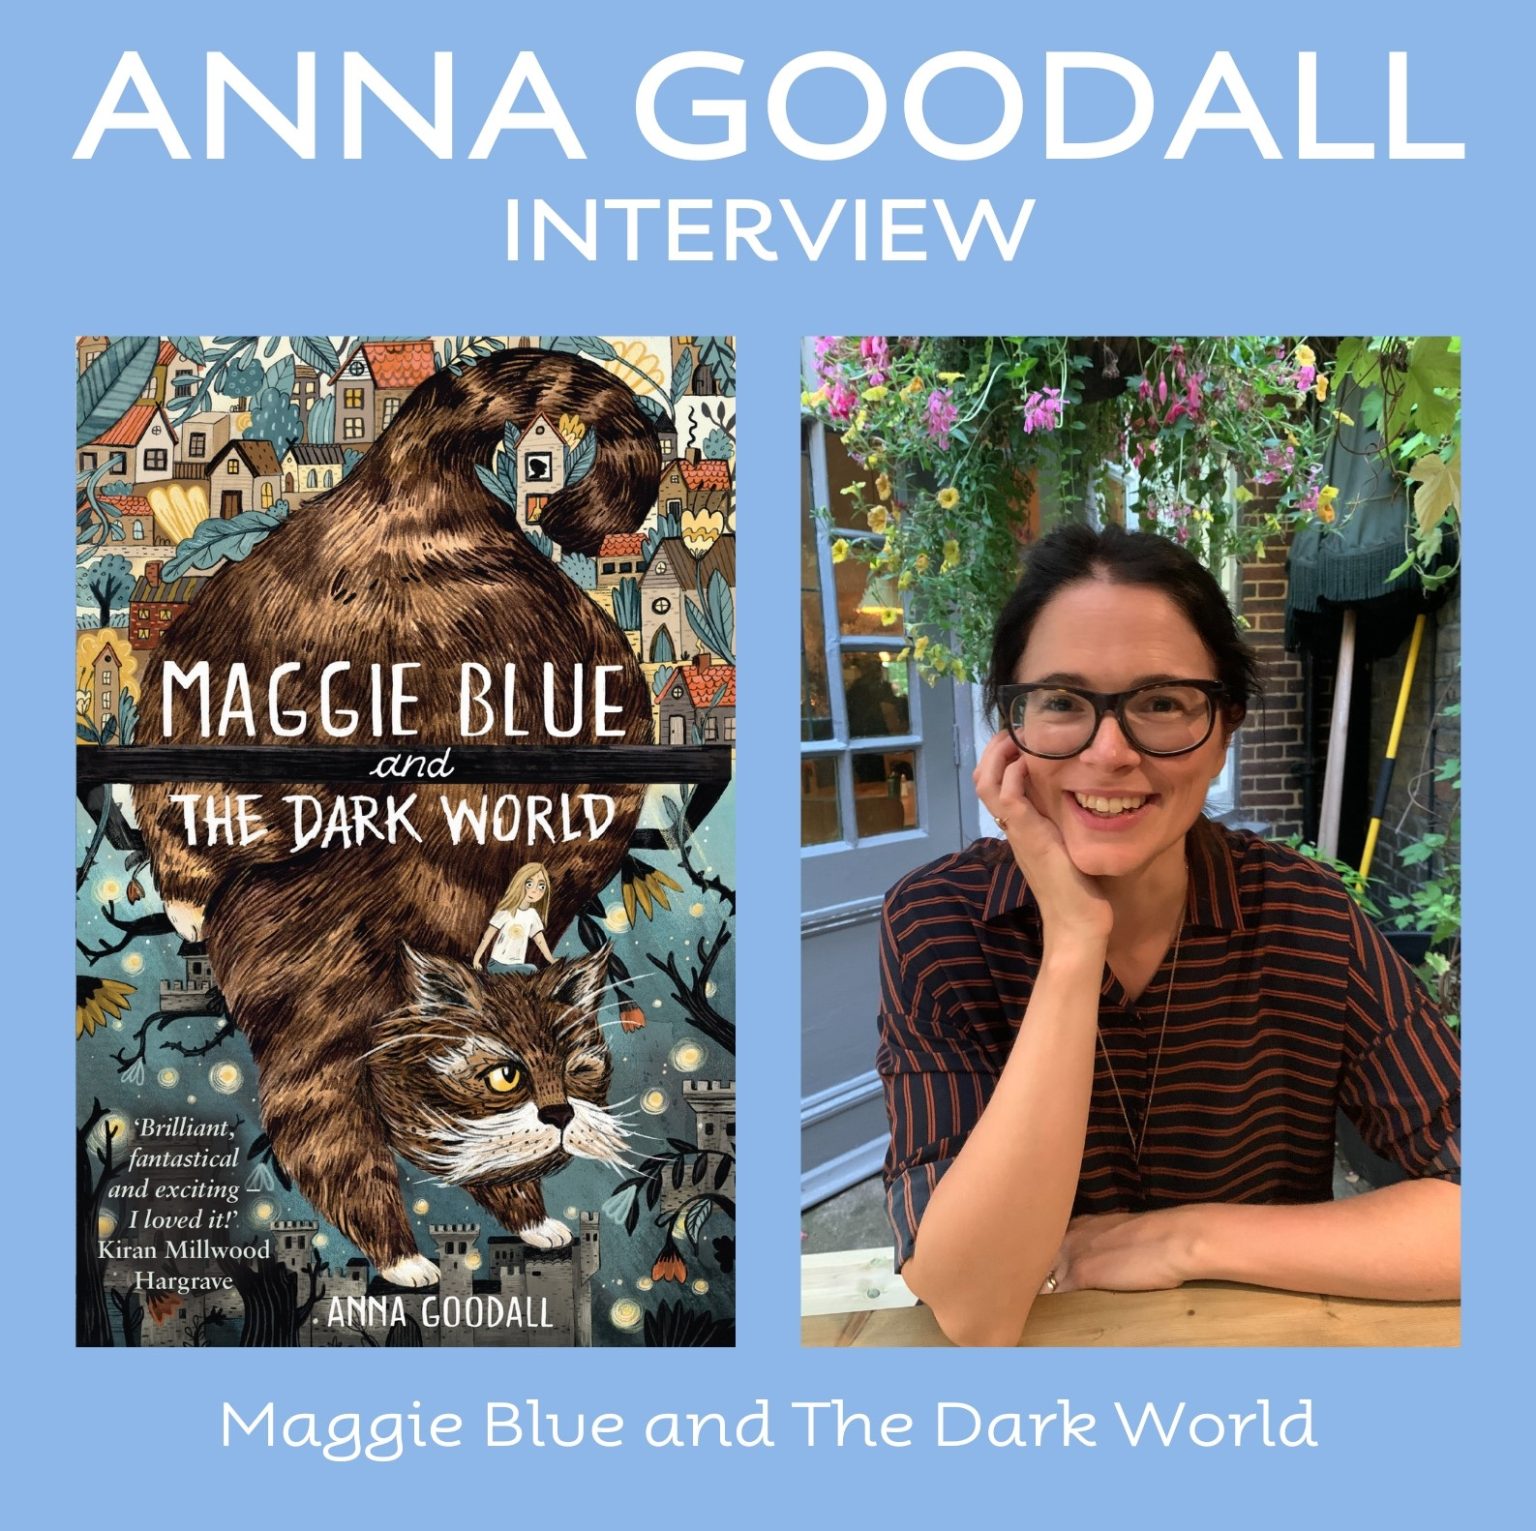 ANNA GOODALL
INTERVIEW
MAGGIE BLUE
and
THE DARK WORLD
‘Brilliant,
fantastical
and exciting –
I loved it!’
Kiran Millwood
Hargrave
ANNA GOODALL
Maggie Blue and The Dark World